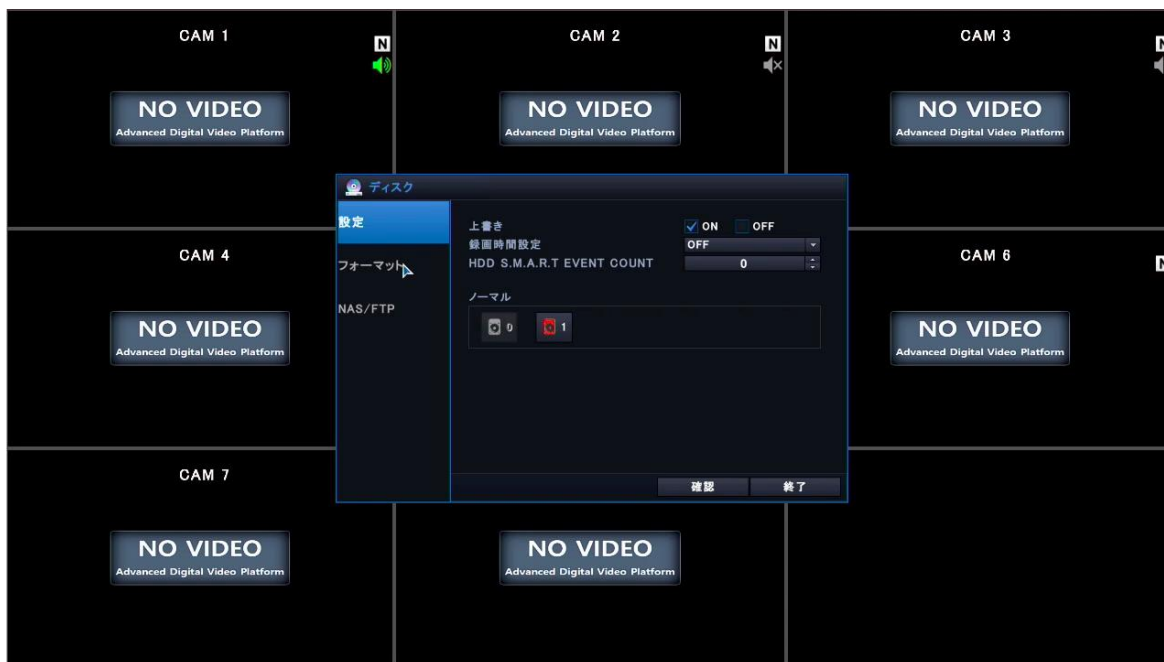 CAM 1
N
NO VIDEO
Advanced Digital Video Platform
CAM 2
N
NO VIDEO
Advanced Digital Video Platform
CAM 3
N
NO VIDEO
Advanced Digital Video Platform
ディスク
設定
フォーマット
NAS/FTP
上書き ON OFF
録画時間設定 OFF
HDD S.M.A.R.T EVENT COUNT 0
ノーマル
0 1
確認 終了
CAM 4
NO VIDEO
Advanced Digital Video Platform
CAM 6
N
NO VIDEO
Advanced Digital Video Platform
CAM 7
NO VIDEO
Advanced Digital Video Platform
NO VIDEO
Advanced Digital Video Platform